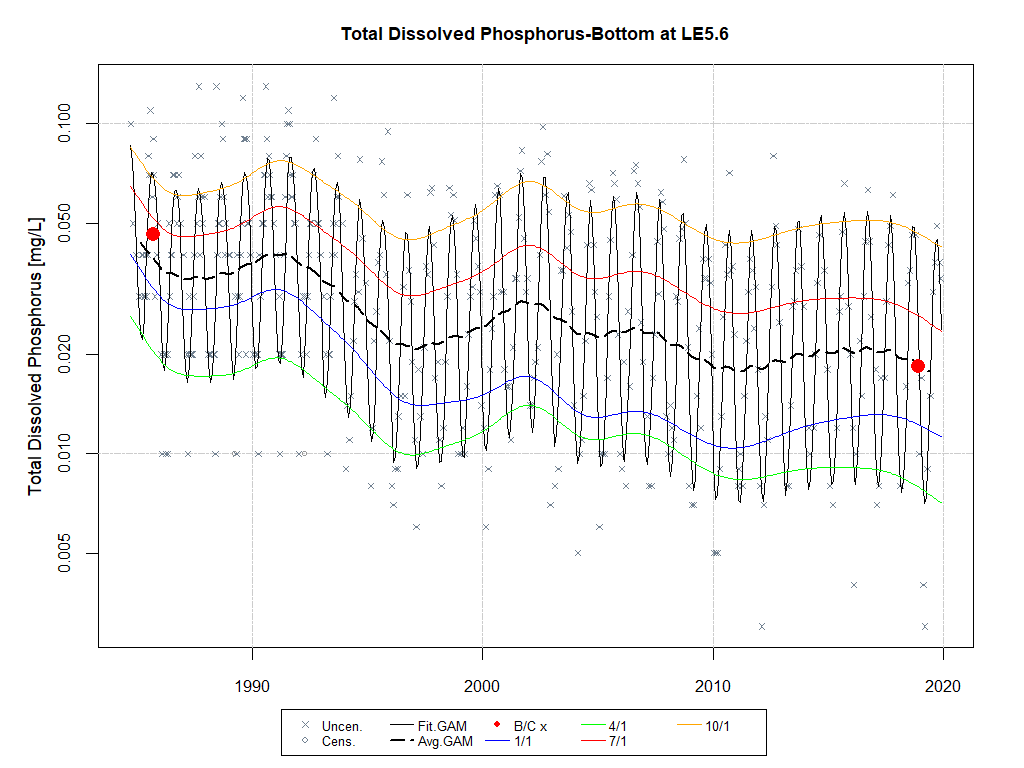 Total Dissolved Phosphorus-Bottom at LE5.6
Total Dissolved Phosphorus [mg/L]
0.100
0.050
0.020
0.010
0.005
1990 2000 2010 2020
Uncen. Fit.GAM B/C x 4/1 10/1
Cens. Avg.GAM 1/1 7/1